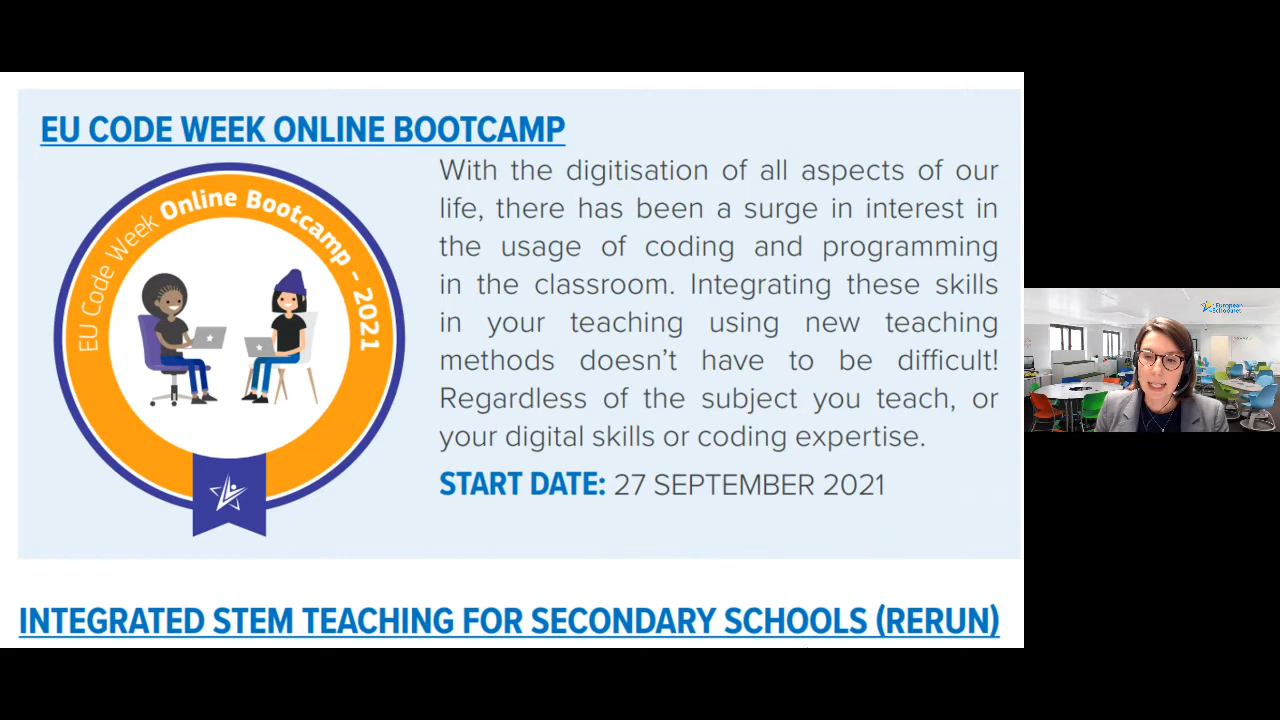 EU CODE WEEK ONLINE BOOTCAMP
EU Code Week Online Bootcamp - 2021
With the digitisation of all aspects of our
life, there has been a surge in interest in
the usage of coding and programming
in the classroom. Integrating these skills
in your teaching using new teaching
methods doesn't have to be difficult!
Regardless of the subject you teach, or
your digital skills or coding expertise.
START DATE: 27 SEPTEMBER 2021
European
Schoolnet
INTEGRATED STEM TEACHING FOR SECONDARY SCHOOLS (RERUN)